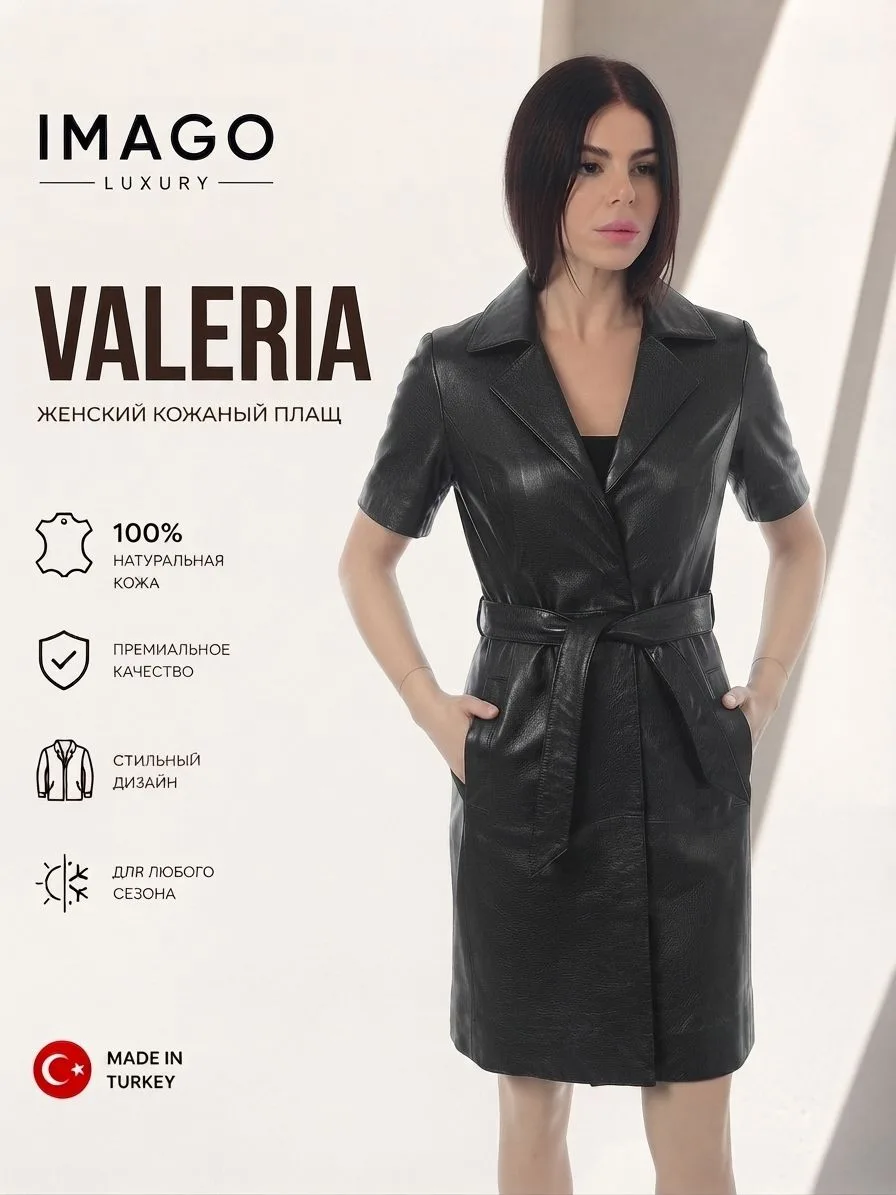 IMAGO
LUXURY
VALERIA
ЖЕНСКИЙ КОЖАНЫЙ ПЛАЩ
100%
НАТУРАЛЬНАЯ
КОЖА
ПРЕМИАЛЬНОЕ
КАЧЕСТВО
СТИЛЬНЫЙ
ДИЗАЙН
ДЛЯ ЛЮБОГО
СЕЗОНА
MADE IN
TURKEY